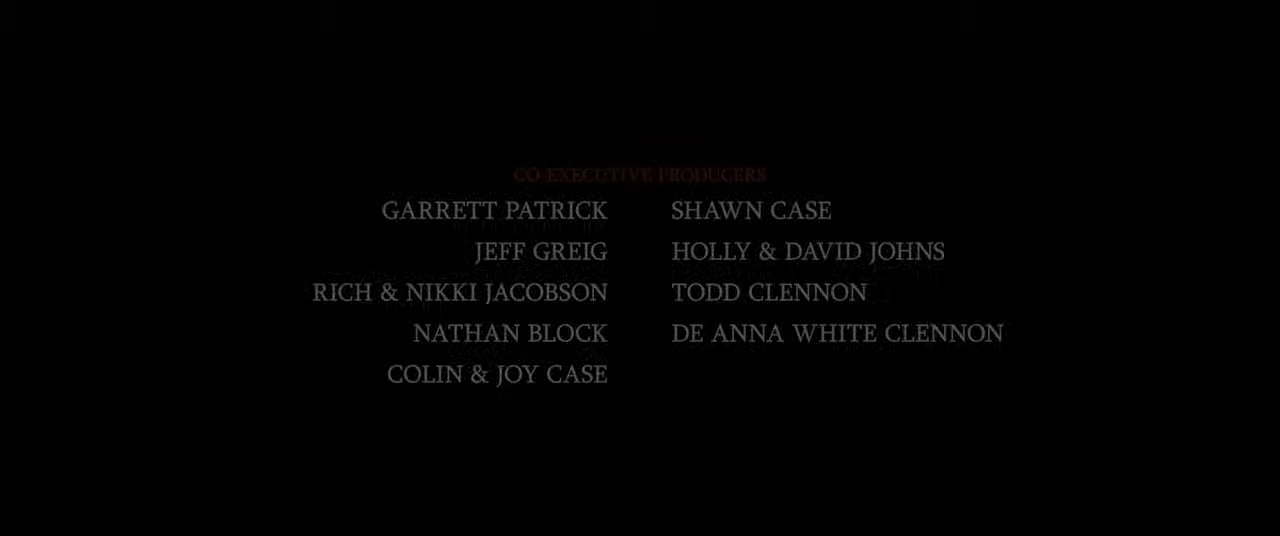 CO-EXECUTIVE PRODUCERS
GARRETT PATRICK SHAWN CASE
JEFF GREIG HOLLY & DAVID JOHNS
RICH & NIKKI JACOBSON TODD CLENNON
NATHAN BLOCK DE ANNA WHITE CLENNON
COLIN & JOY CASE